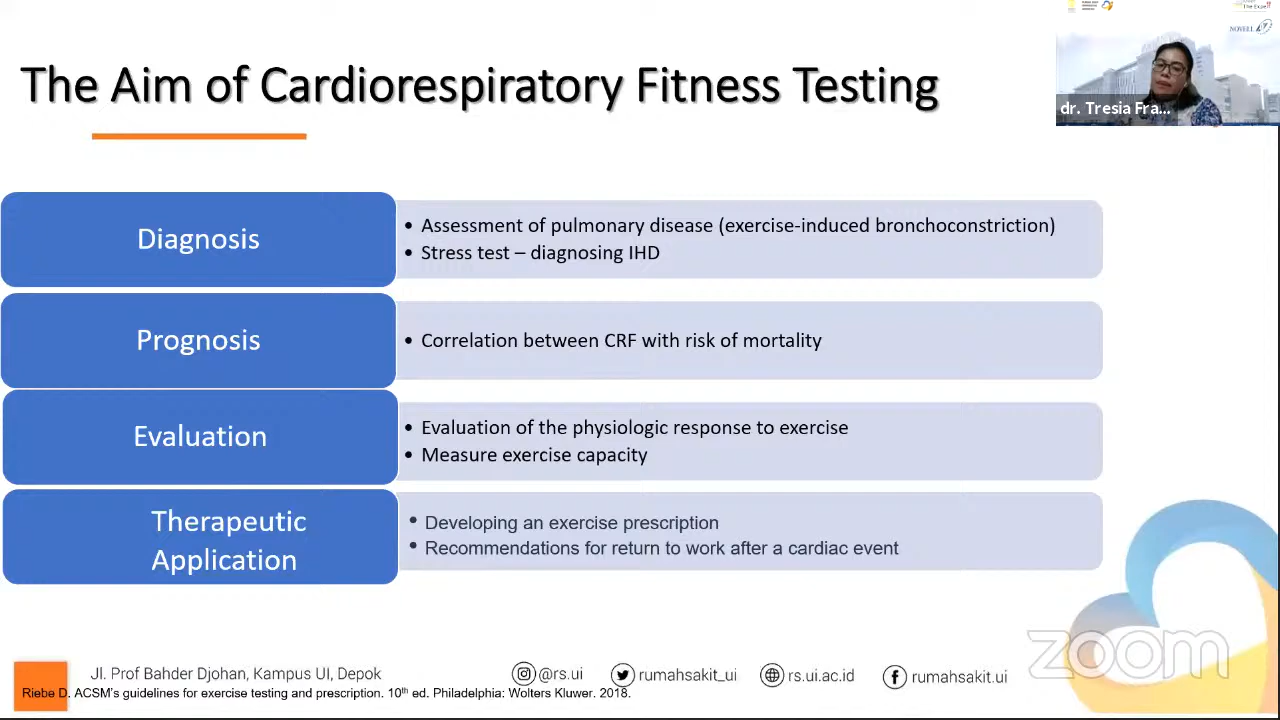 The Exper
NOVELL
The Aim of Cardiorespiratory Fitness Testing
dr. Tresia Fra...
Diagnosis
• Assessment of pulmonary disease (exercise-induced bronchoconstriction)
• Stress test – diagnosing IHD
Prognosis
• Correlation between CRF with risk of mortality
Evaluation
• Evaluation of the physiologic response to exercise
• Measure exercise capacity
Therapeutic
Application
• Developing an exercise prescription
• Recommendations for return to work after a cardiac event
zoom
Jl. Prof Bahder Djohan, Kampus UI, Depok
@rs.ui
rumahsakit_ui
rs.ui.ac.id
rumahsakit.ui
Riebe D. ACSM's guidelines for exercise testing and prescription. 10th ed. Philadelphia: Wolters Kluwer. 2018.